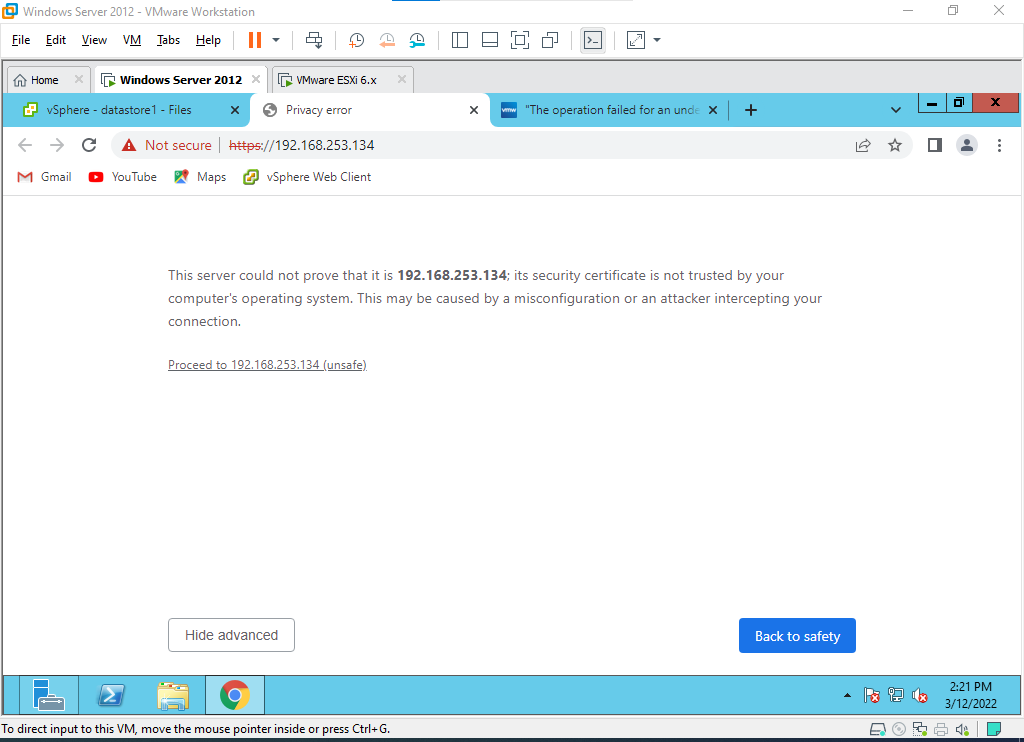 Windows Server 2012 - VMware Workstation
File Edit View VM Tabs Help
Home Windows Server 2012 VMware ESXi 6.x
vSphere - datastore1 - Files Privacy error vmw "The operation failed for an unde
Not secure https://192.168.253.134
Gmail YouTube Maps vSphere Web Client
This server could not prove that it is 192.168.253.134; its security certificate is not trusted by your
computer's operating system. This may be caused by a misconfiguration or an attacker intercepting your
connection.
Proceed to 192.168.253.134 (unsafe)
Hide advanced Back to safety
2:21 PM
3/12/2022
To direct input to this VM, move the mouse pointer inside or press Ctrl+G.